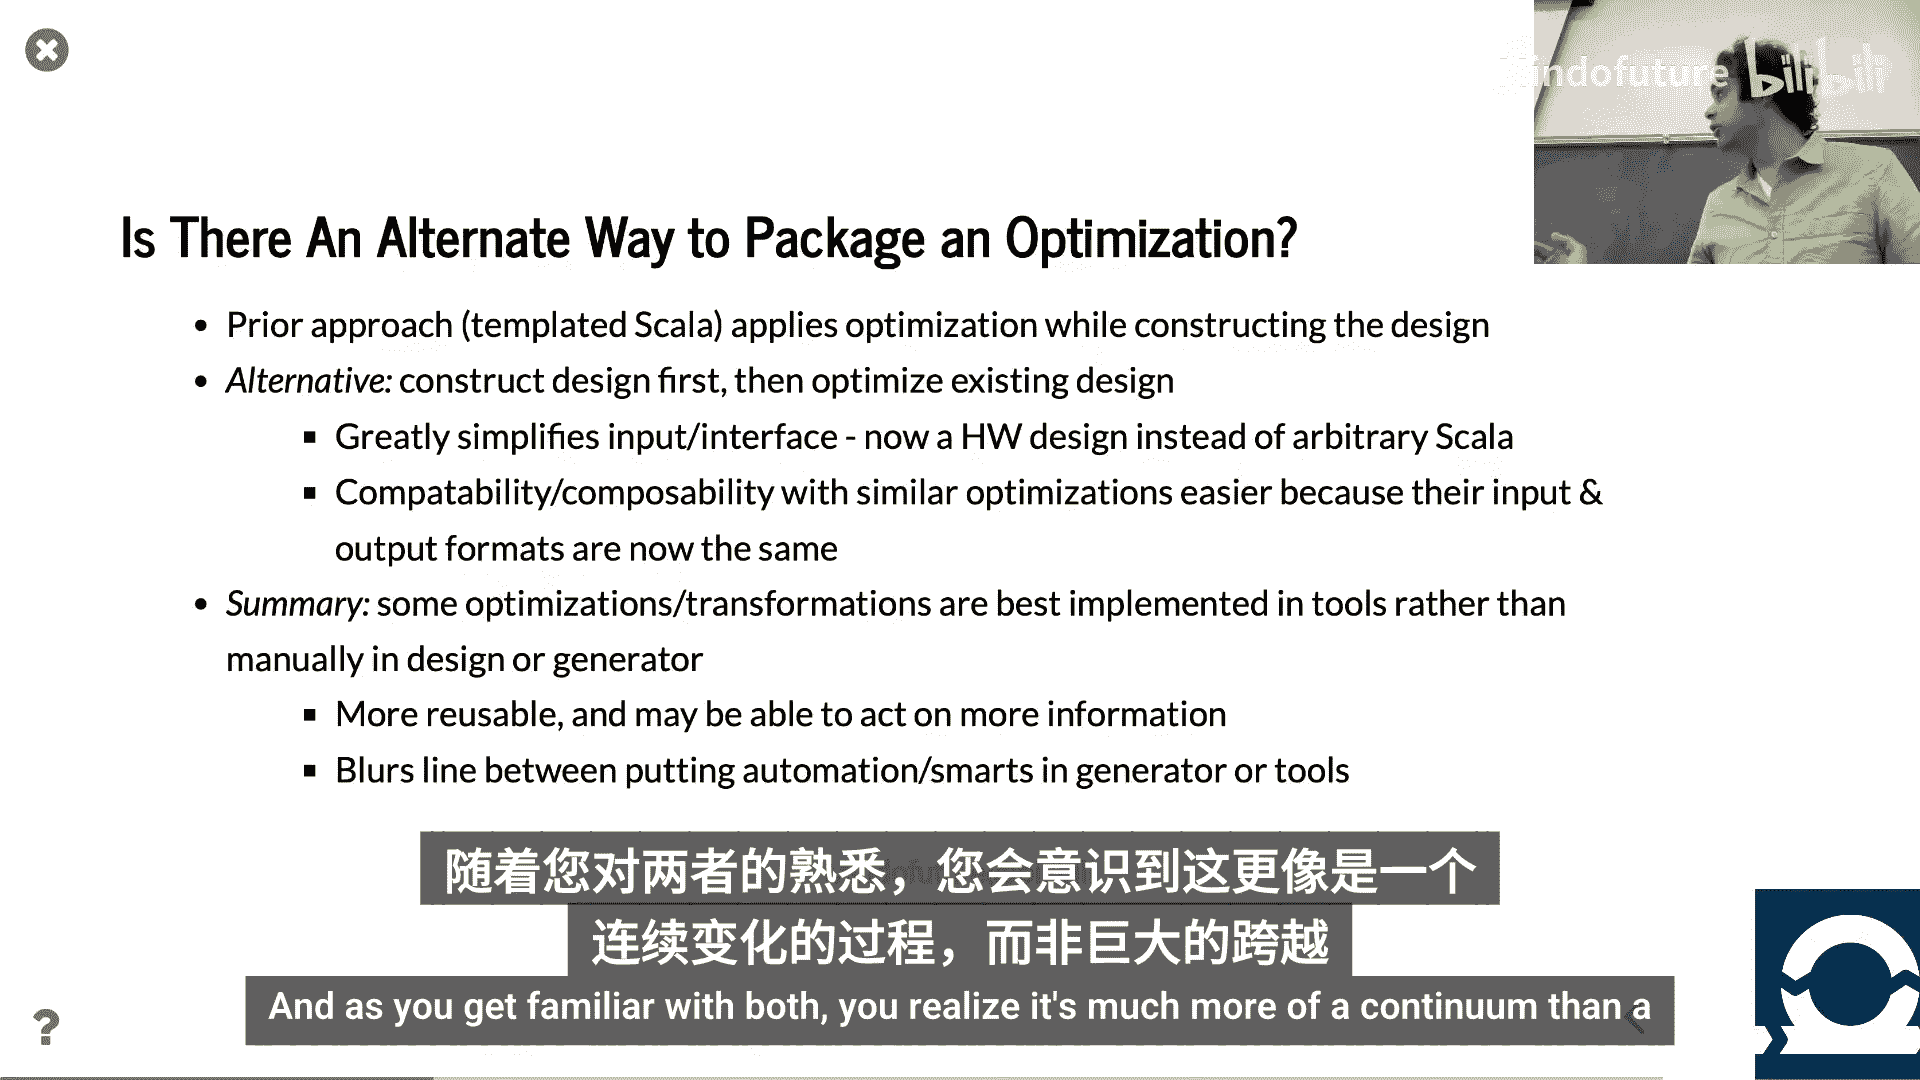 indofuture bilibili
Is There An Alternate Way to Package an Optimization?
• Prior approach (templated Scala) applies optimization while constructing the design
• Alternative: construct design first, then optimize existing design
▪ Greatly simplifies input/interface - now a HW design instead of arbitrary Scala
▪ Compatability/composability with similar optimizations easier because their input &
output formats are now the same
• Summary: some optimizations/transformations are best implemented in tools rather than
manually in design or generator
▪ More reusable, and may be able to act on more information
▪ Blurs line between putting automation/smarts in generator or tools
随着您对两者的熟悉，您会意识到这更像是一个
连续变化的过程，而非巨大的跨越
And as you get familiar with both, you realize it's much more of a continuum than a
?